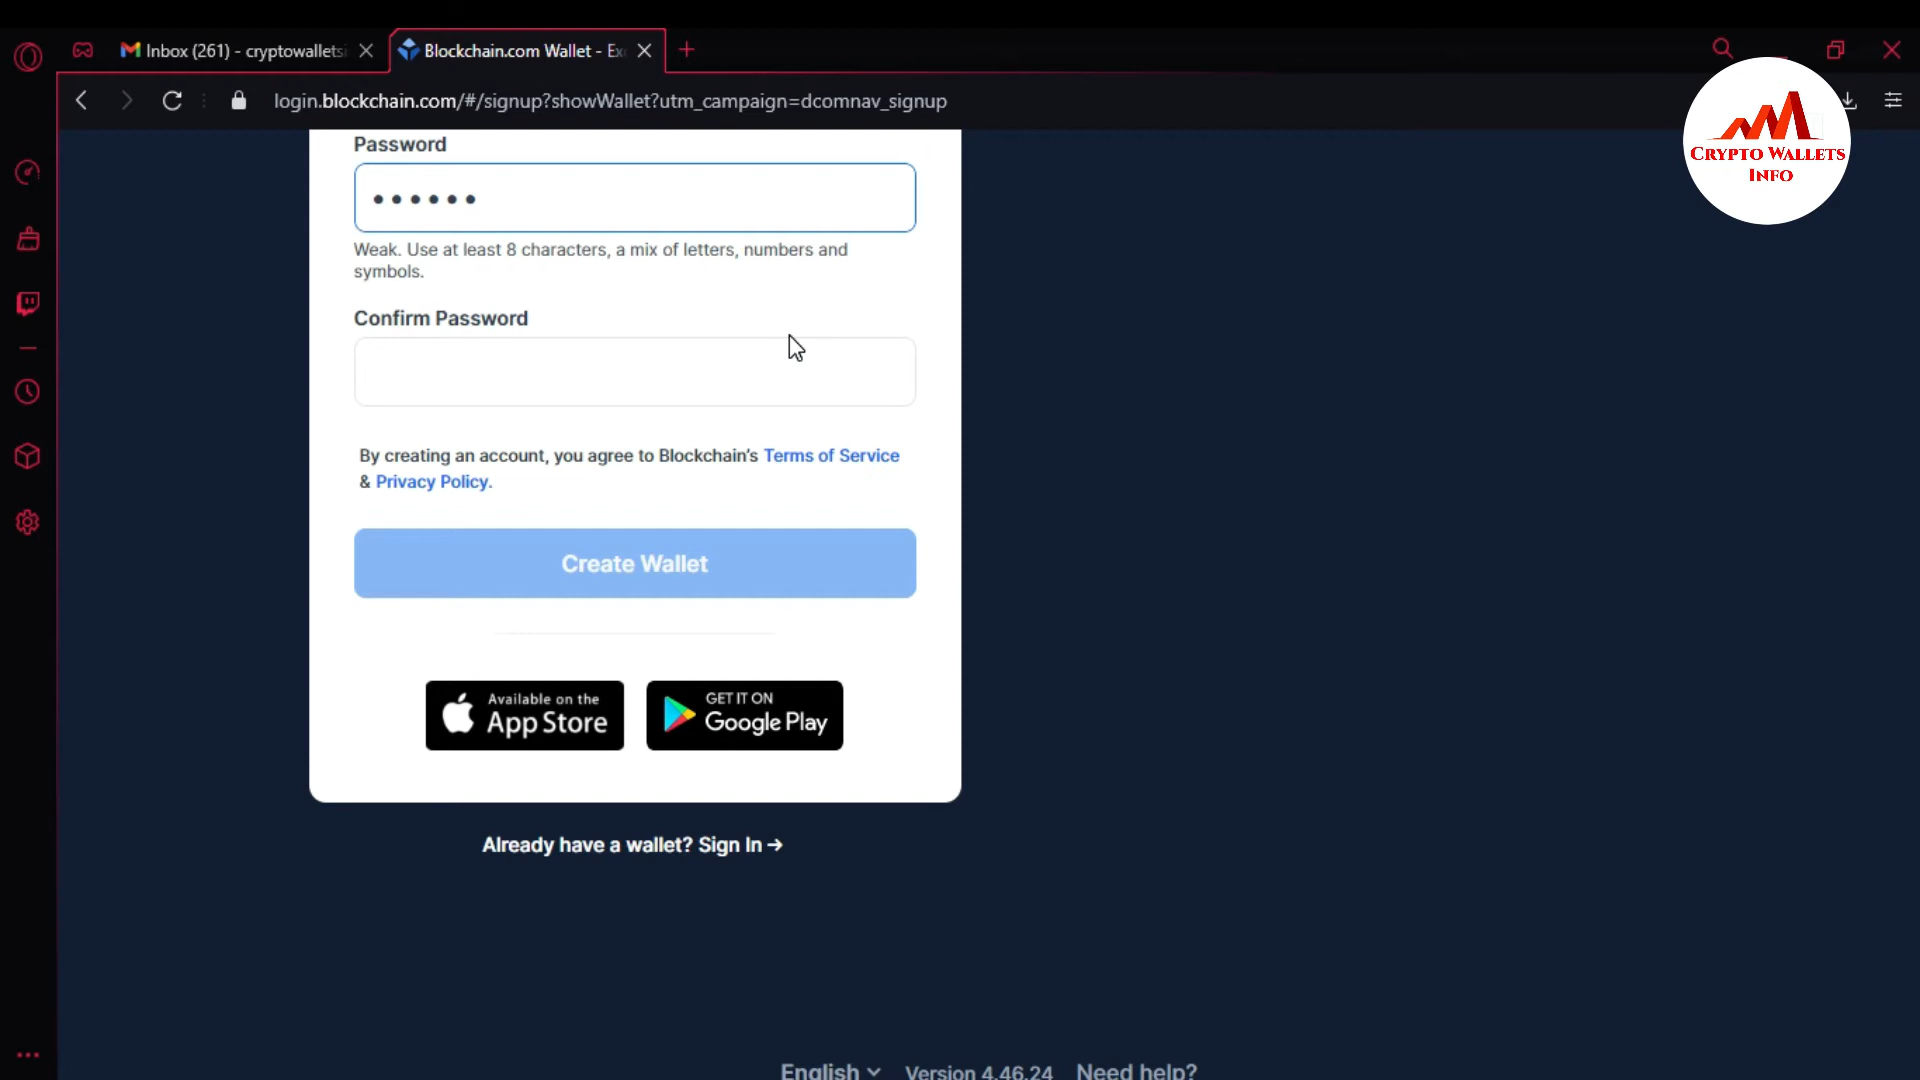 Inbox (261) - cryptowallets
Blockchain.com Wallet - Ex
login.blockchain.com/#/signup?showWallet?utm_campaign=dcomnav_signup
CRYPTO WALLETS
INFO
Password
Weak. Use at least 8 characters, a mix of letters, numbers and
symbols.
Confirm Password
By creating an account, you agree to Blockchain's Terms of Service
& Privacy Policy.
Create Wallet
Available on the
App Store
GET IT ON
Google Play
Already have a wallet? Sign In →
English Version 4.46.24 Need help?